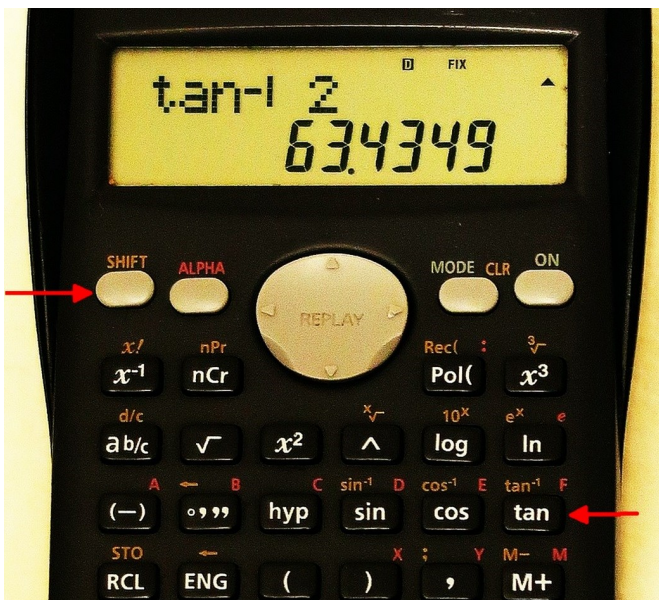 D FIX
tan-1 2
63.4349
SHIFT ALPHA MODE CLR ON
REPLAY
x! nPr Rec( : ³√
x⁻¹ nCr Pol( x³
d/c ˣ√ 10ˣ eˣ e
ab/c √ x² ^ log ln
A ← B C sin⁻¹ D cos⁻¹ E tan⁻¹ F
(−) °,,, hyp sin cos tan
STO ← X ; Y M− M
RCL ENG ( ) , M+